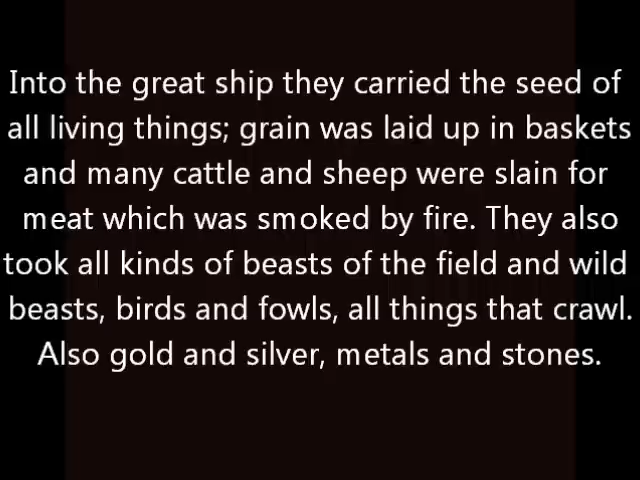 Into the great ship they carried the seed of
all living things; grain was laid up in baskets
and many cattle and sheep were slain for
meat which was smoked by fire. They also
took all kinds of beasts of the field and wild
beasts, birds and fowls, all things that crawl.
Also gold and silver, metals and stones.